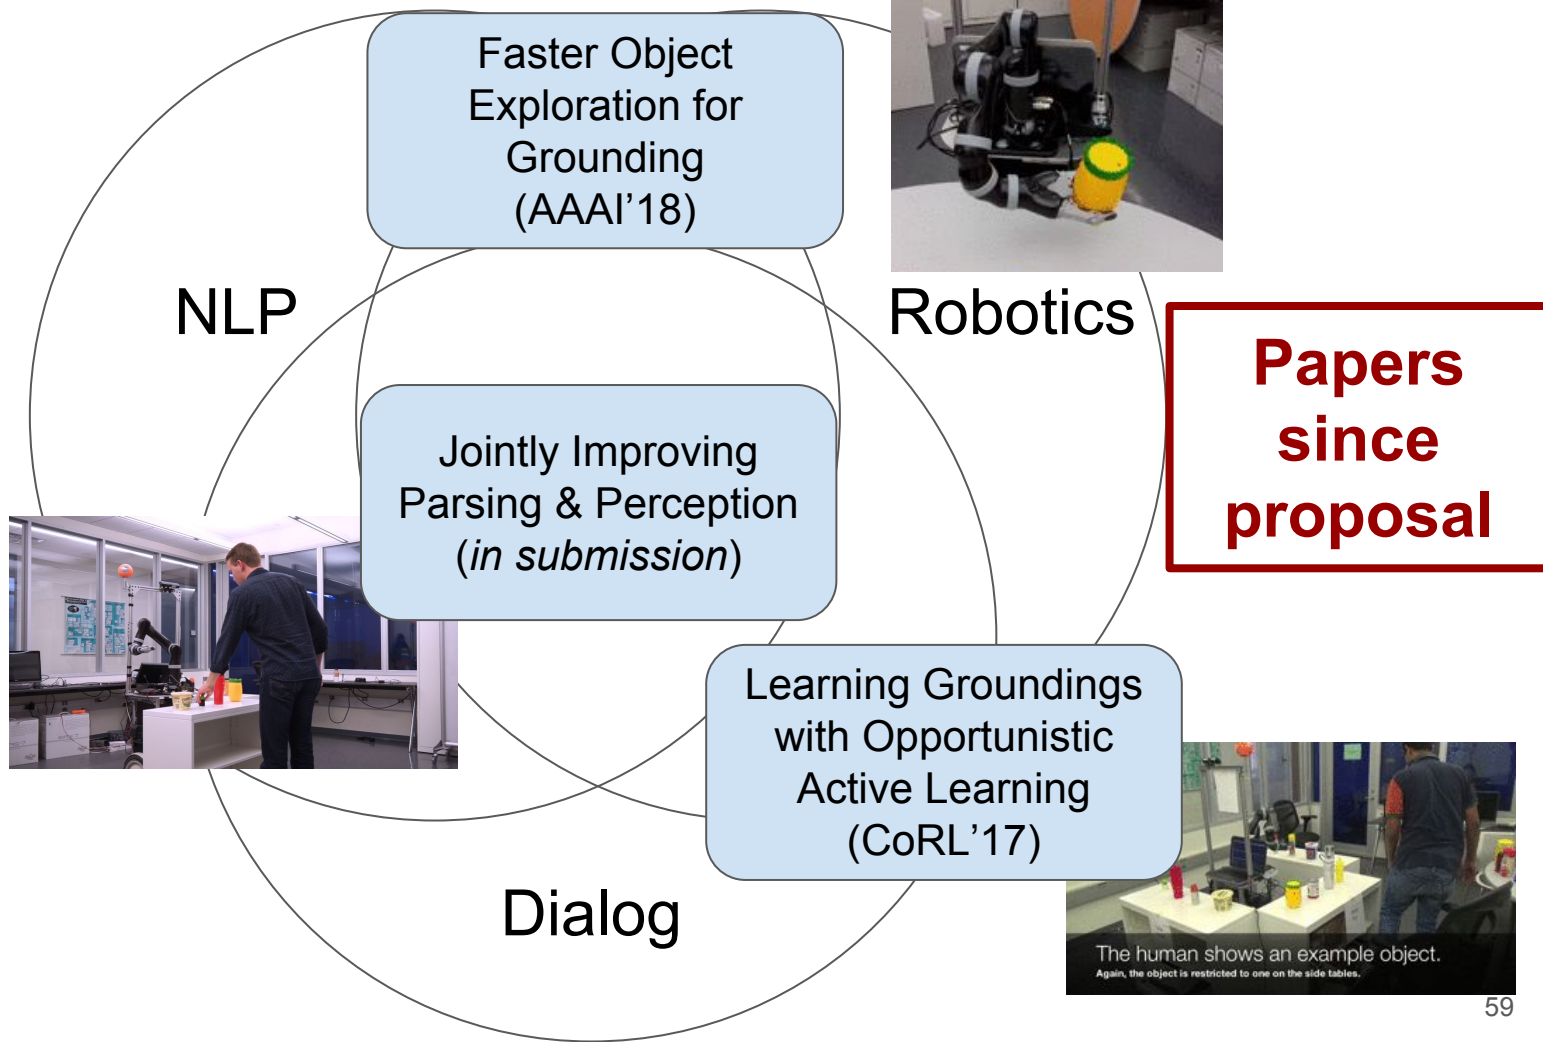 Faster Object
Exploration for
Grounding
(AAAI’18)
NLP
Robotics
Papers
since
proposal
Jointly Improving
Parsing & Perception
(in submission)
Learning Groundings
with Opportunistic
Active Learning
(CoRL’17)
Dialog
The human shows an example object.
Again, the object is restricted to one on the side tables.
59